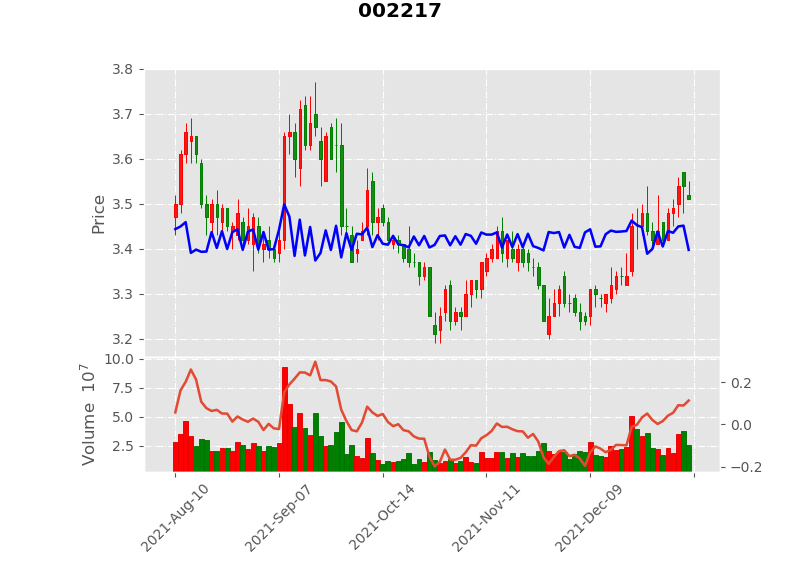 002217
3.8
3.7
3.6
3.5
3.4
3.3
3.2
Price
10.0
7.5
5.0
2.5
Volume 10^7
0.2
0.0
−0.2
2021-Aug-10
2021-Sep-07
2021-Oct-14
2021-Nov-11
2021-Dec-09